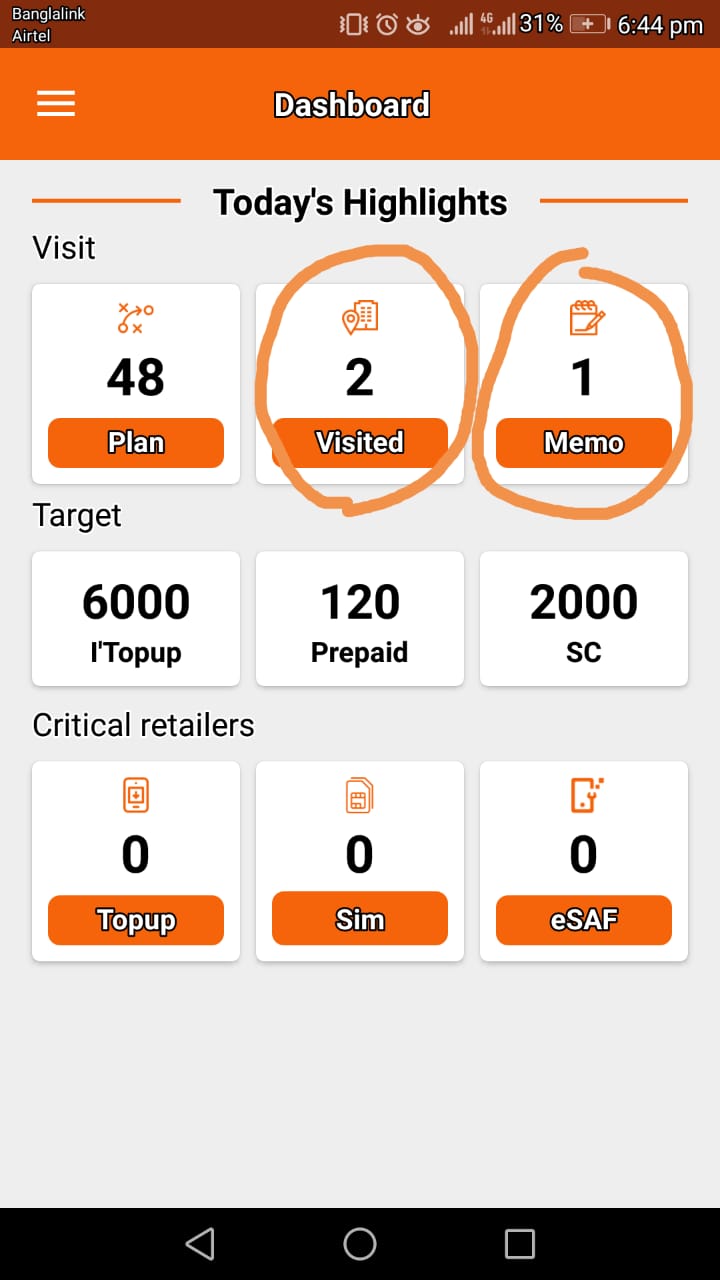 Banglalink
Airtel
4G 31% 6:44 pm
Dashboard
Today's Highlights
Visit
48 2 1
Plan Visited Memo
Target
6000 120 2000
I'Topup Prepaid SC
Critical retailers
0 0 0
Topup Sim eSAF